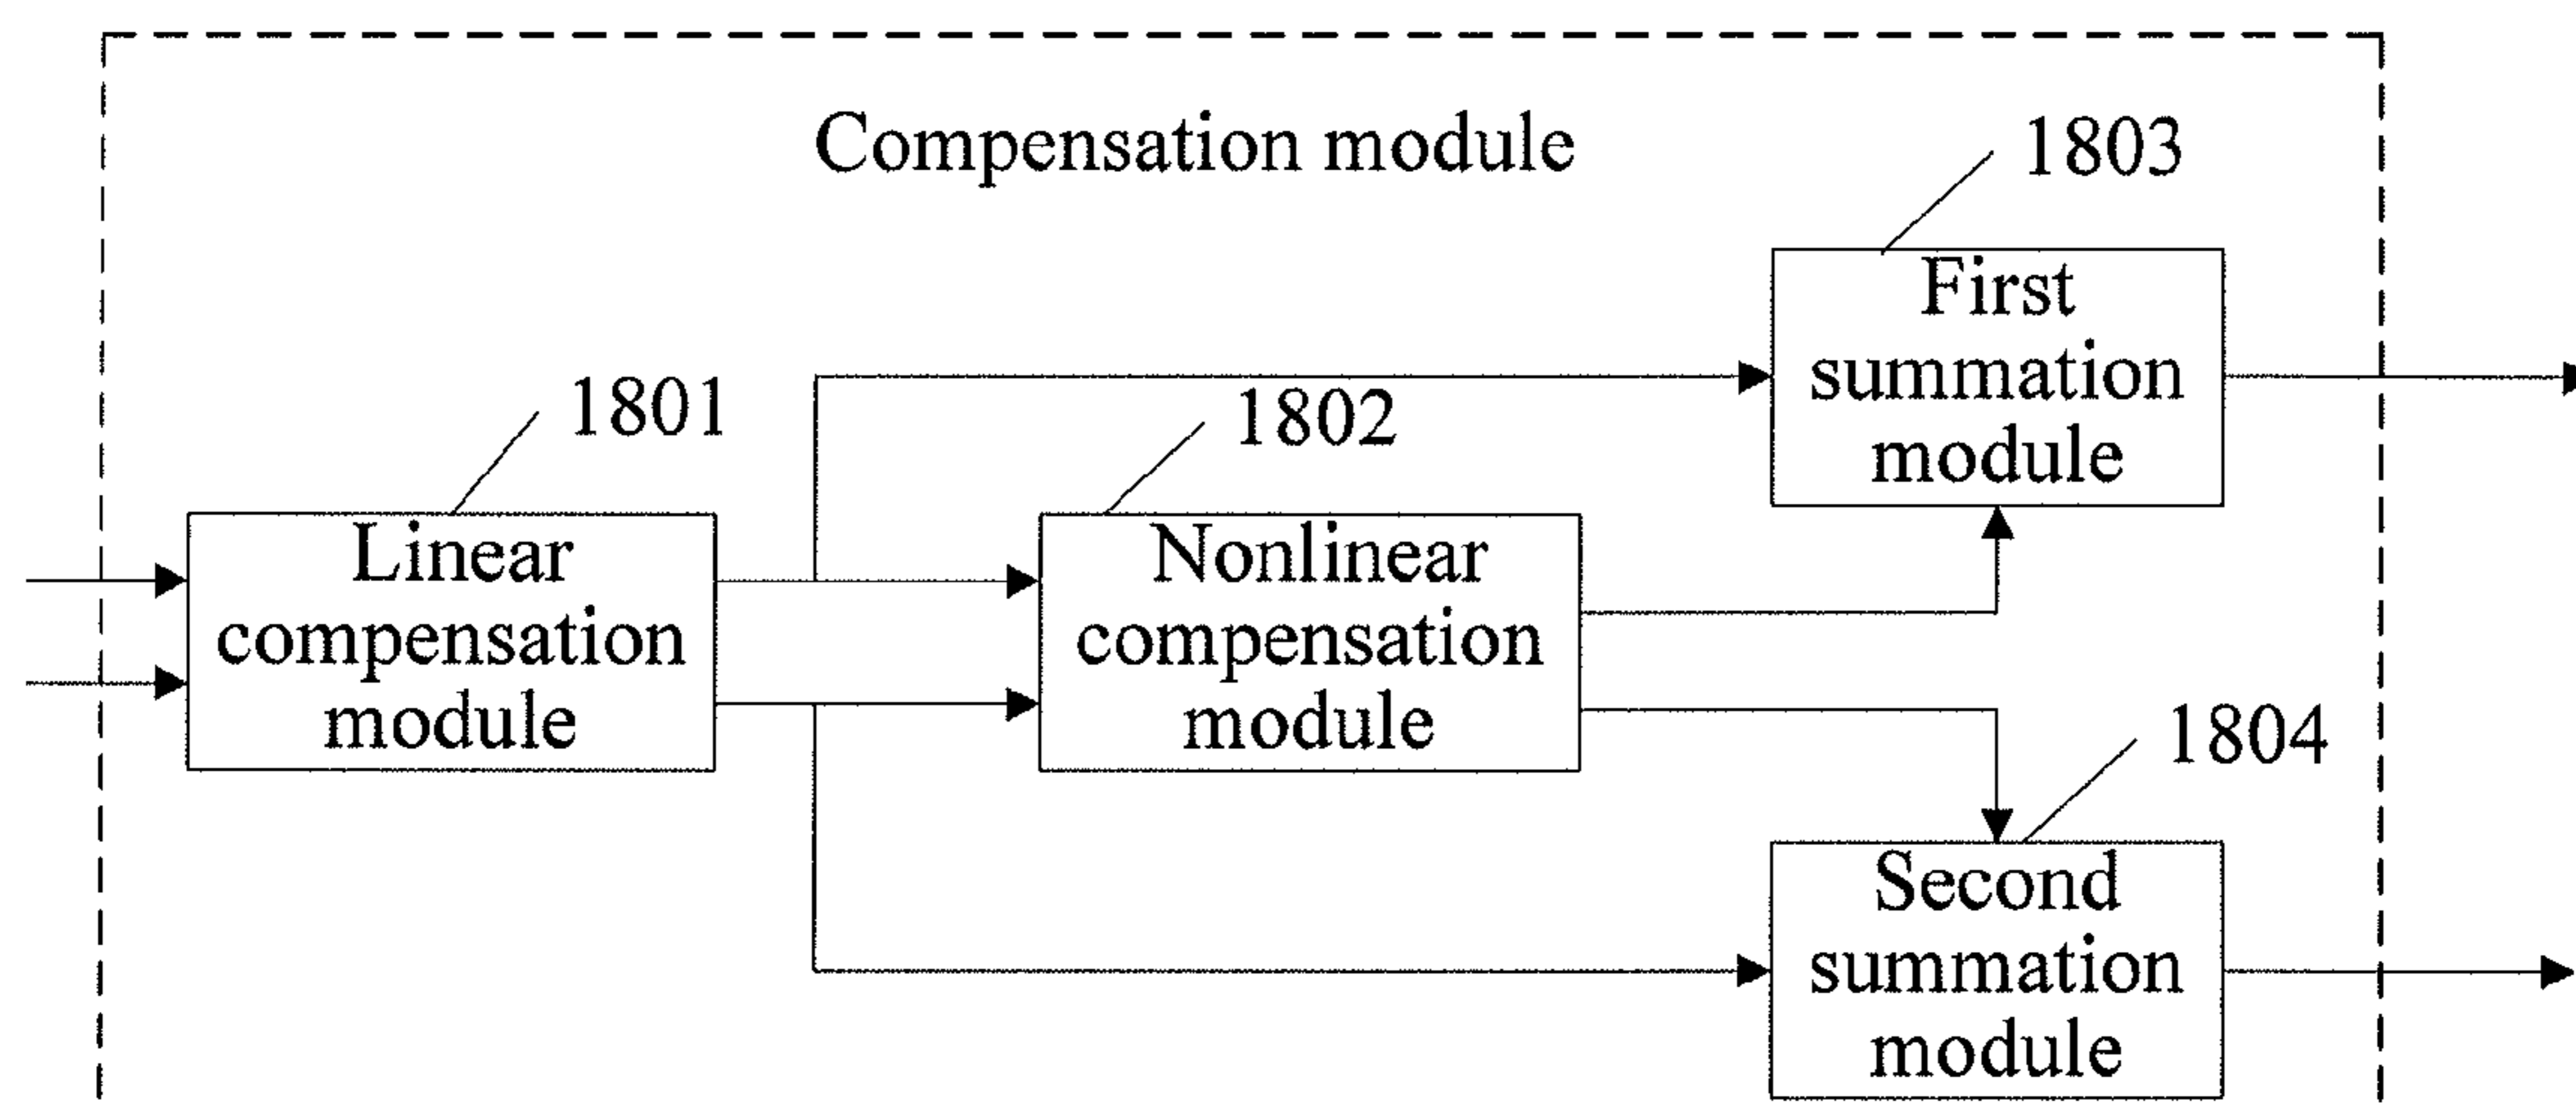 Compensation module
1803
First
summation
module
1801
1802
Linear
compensation
module
Nonlinear
compensation
module
1804
Second
summation
module